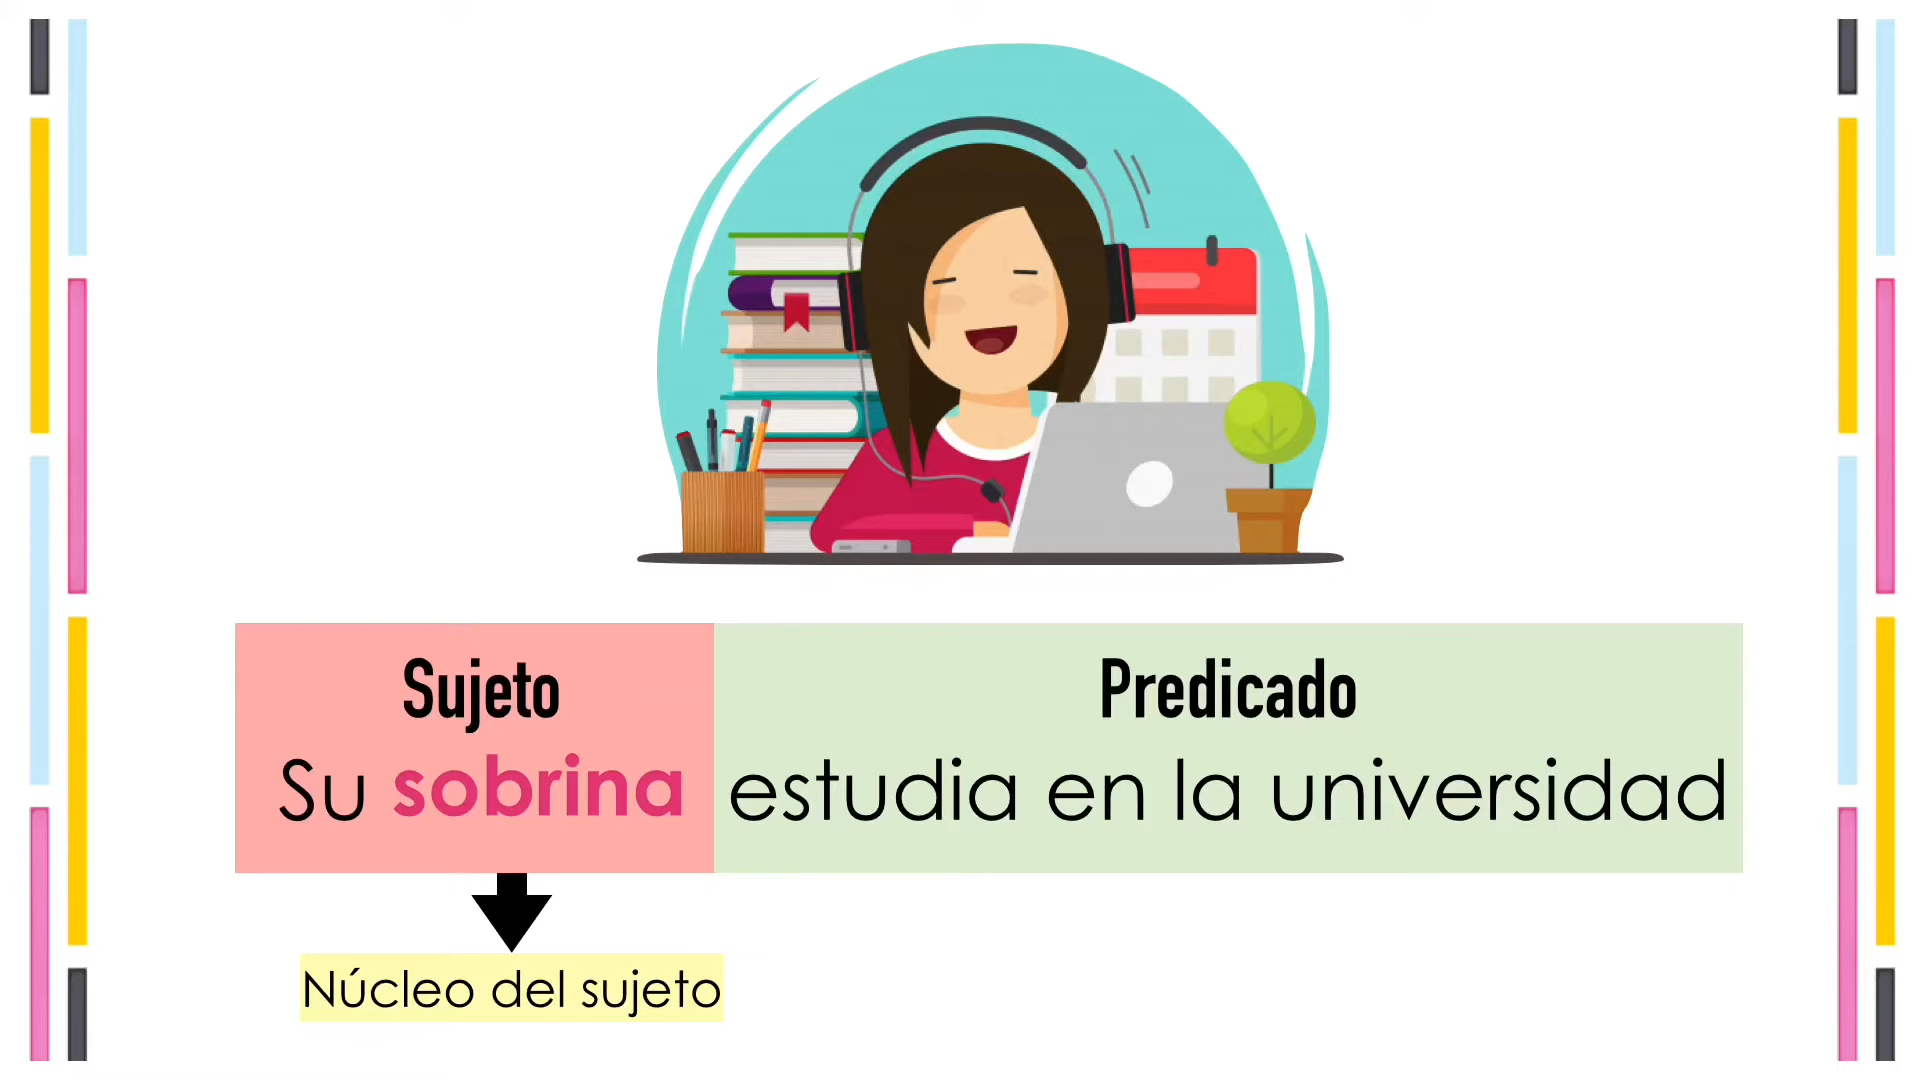 Sujeto
Predicado
Su sobrina estudia en la universidad
Núcleo del sujeto